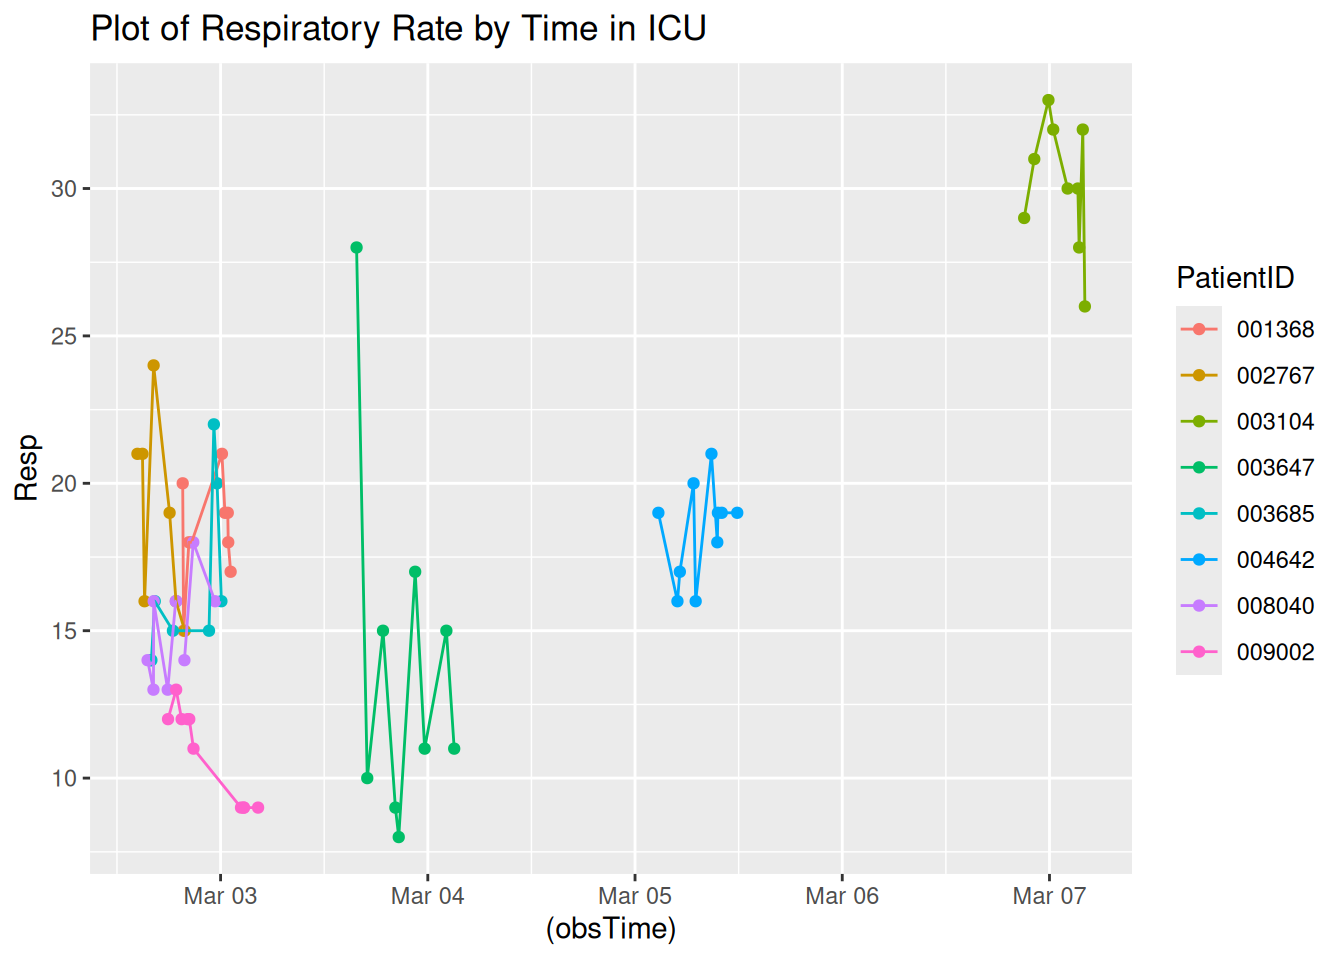 Plot of Respiratory Rate by Time in ICU
Resp
30
25
20
15
10
Mar 03
Mar 04
Mar 05
Mar 06
Mar 07
(obsTime)
PatientID
001368
002767
003104
003647
003685
004642
008040
009002